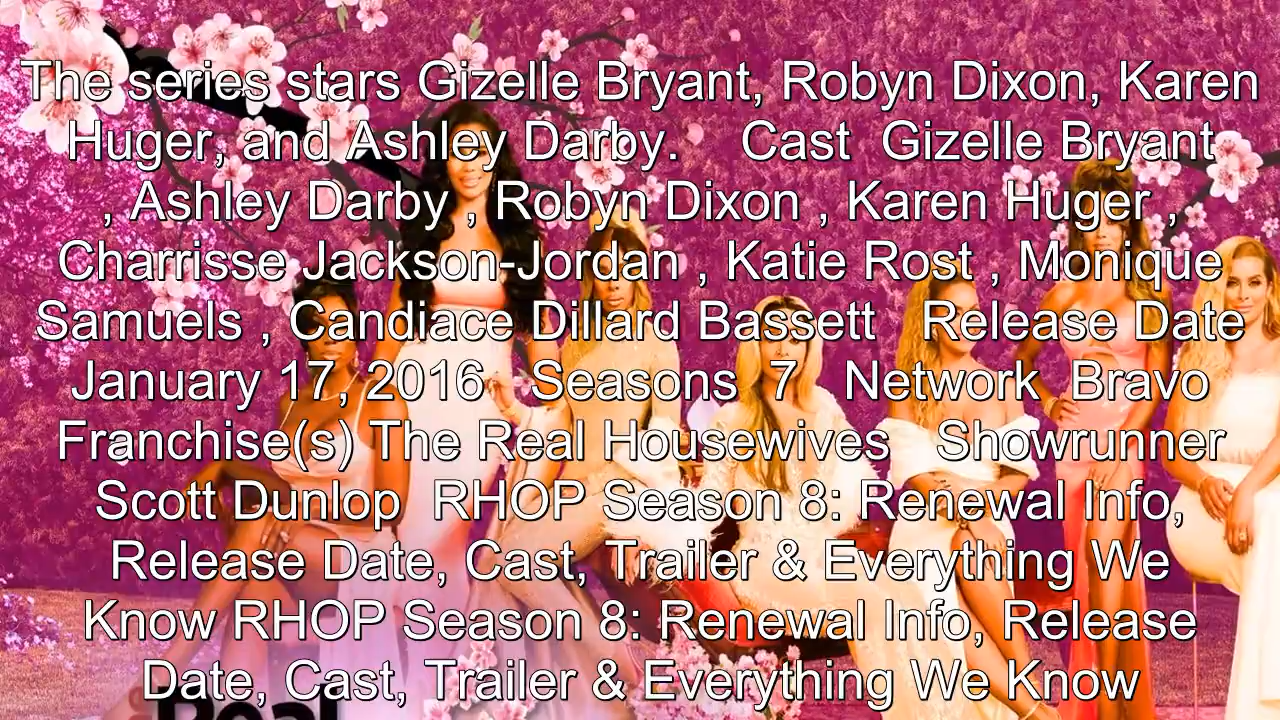 The series stars Gizelle Bryant, Robyn Dixon, Karen
Huger, and Ashley Darby. Cast Gizelle Bryant
, Ashley Darby , Robyn Dixon , Karen Huger ,
Charrisse Jackson-Jordan , Katie Rost , Monique
Samuels , Candiace Dillard Bassett Release Date
January 17, 2016 Seasons 7 Network Bravo
Franchise(s) The Real Housewives Showrunner
Scott Dunlop RHOP Season 8: Renewal Info,
Release Date, Cast, Trailer & Everything We
Know RHOP Season 8: Renewal Info, Release
Date, Cast, Trailer & Everything We Know
Real